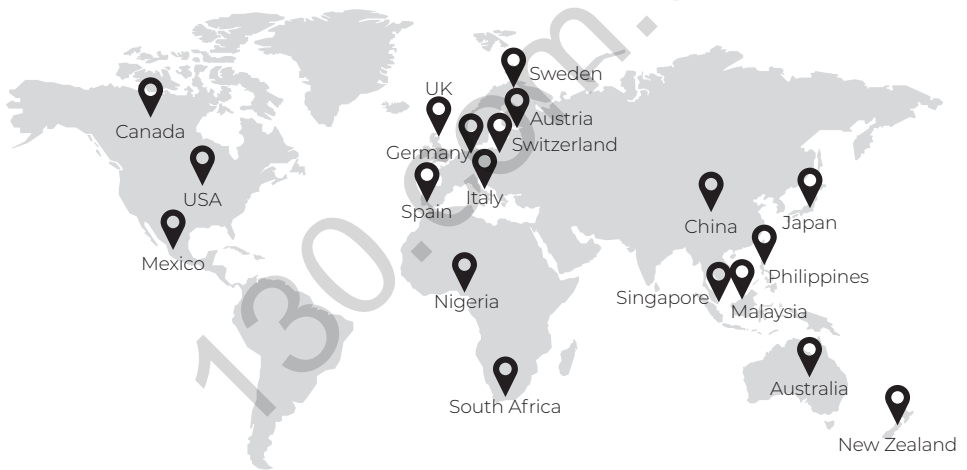 Sweden
UK
Austria
Canada
Switzerland
Germany
USA
Italy
Spain
China
Japan
Mexico
Philippines
Nigeria
Singapore
Malaysia
Australia
South Africa
New Zealand
130.com.